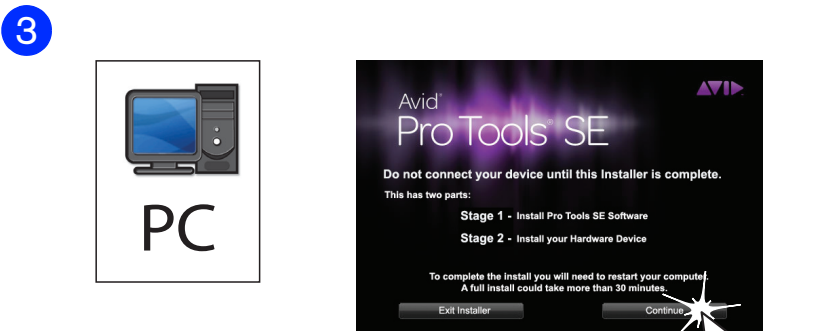 3
PC
AVID
Avid®
Pro Tools® SE
Do not connect your device until this Installer is complete.
This has two parts:
Stage 1 - Install Pro Tools SE Software
Stage 2 - Install your Hardware Device
To complete the install you will need to restart your computer.
A full install could take more than 30 minutes.
Exit Installer
Continue